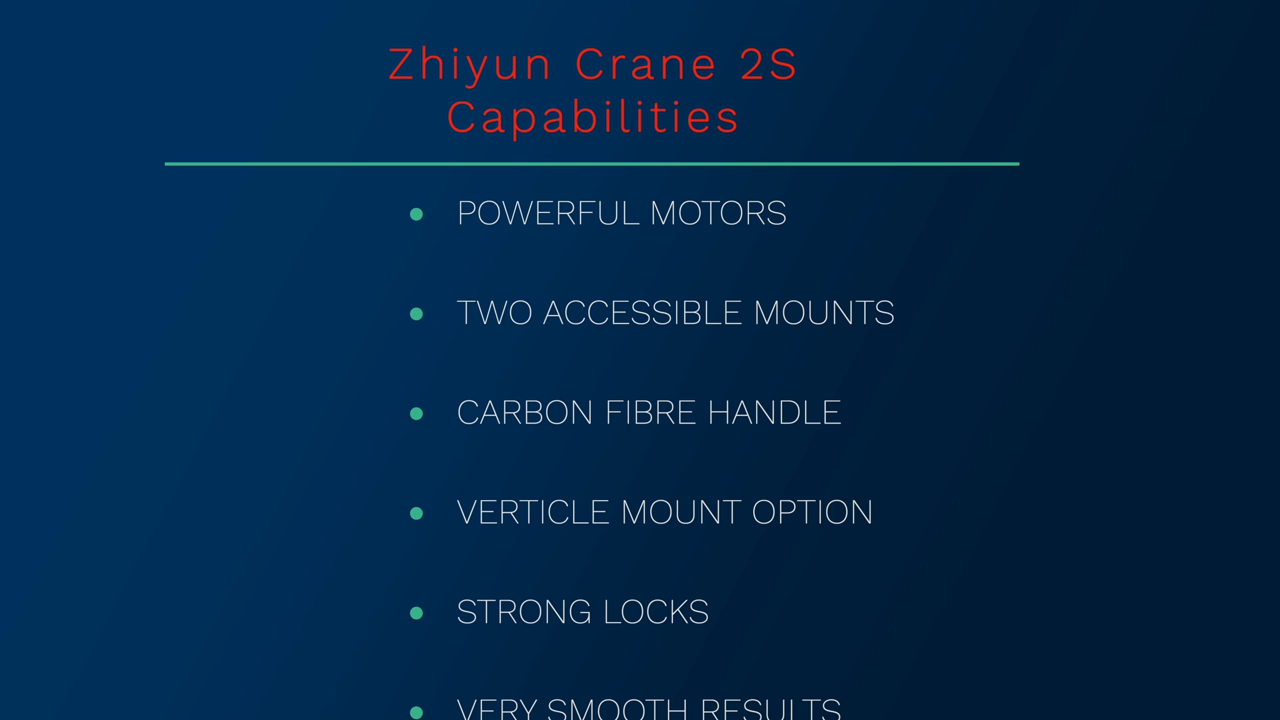 Zhiyun Crane 2S
Capabilities
POWERFUL MOTORS
TWO ACCESSIBLE MOUNTS
CARBON FIBRE HANDLE
VERTICLE MOUNT OPTION
STRONG LOCKS
VERY SMOOTH RESULTS